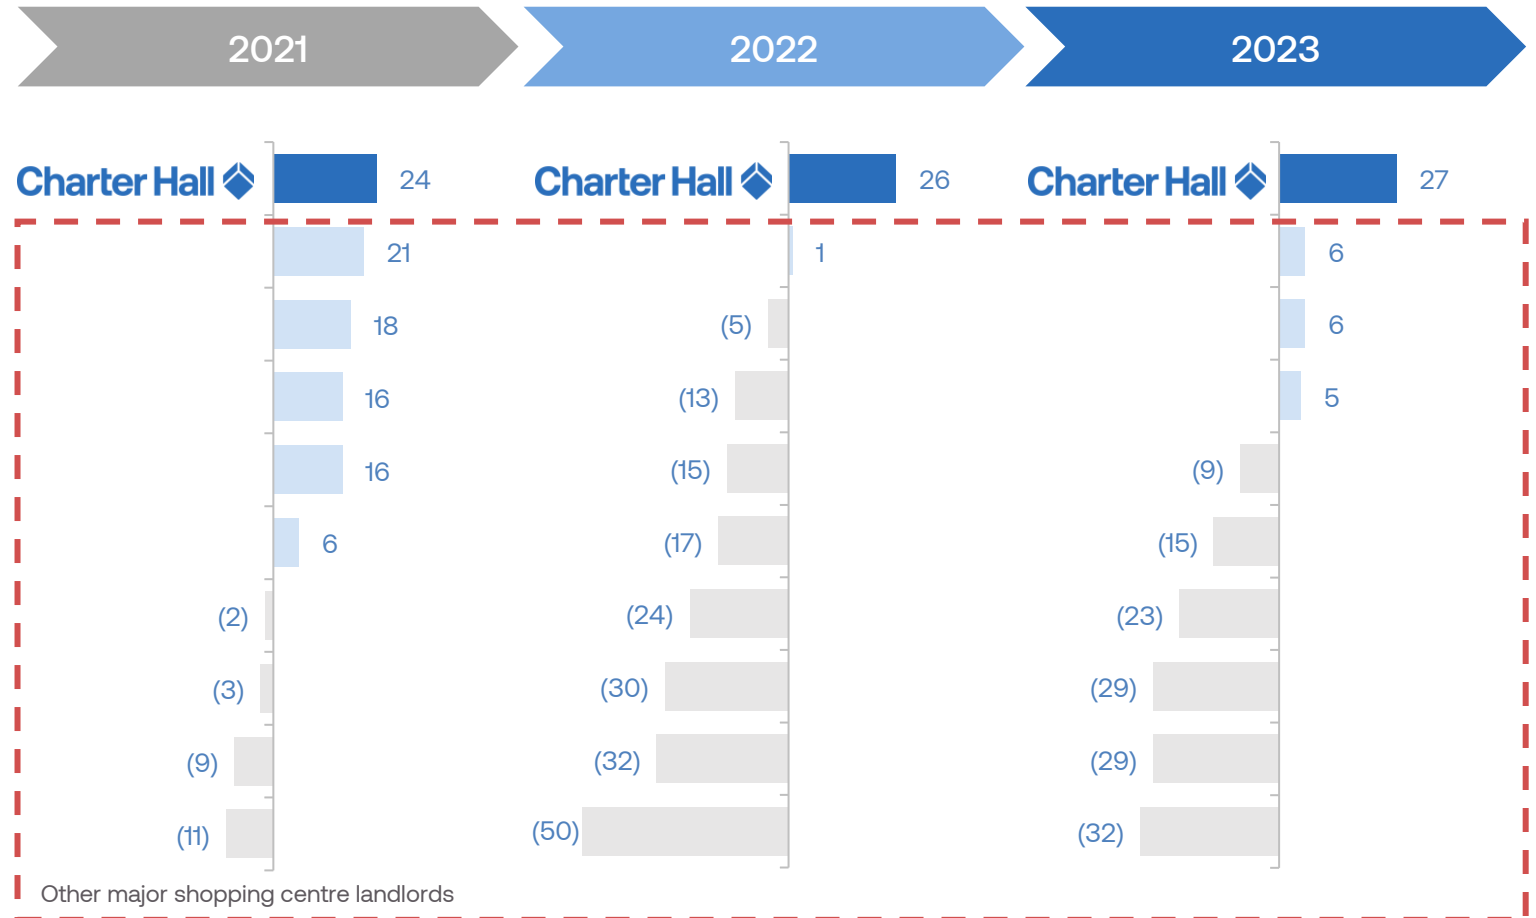 2021 2022 2023
Charter Hall 24 Charter Hall 26 Charter Hall 27
21 1 6
18 (5) 6
16 (13) 5
16 (15) (9)
6 (17) (15)
(2) (24) (23)
(3) (30) (29)
(9) (32) (29)
(11) (50) (32)
Other major shopping centre landlords